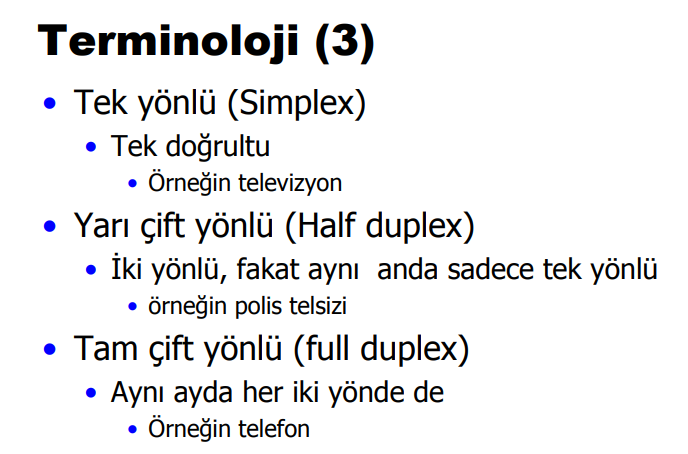 Terminoloji (3)
• Tek yönlü (Simplex)
• Tek doğrultu
• Örneğin televizyon
• Yarı çift yönlü (Half duplex)
• İki yönlü, fakat aynı  anda sadece tek yönlü
• örneğin polis telsizi
• Tam çift yönlü (full duplex)
• Aynı ayda her iki yönde de
• Örneğin telefon